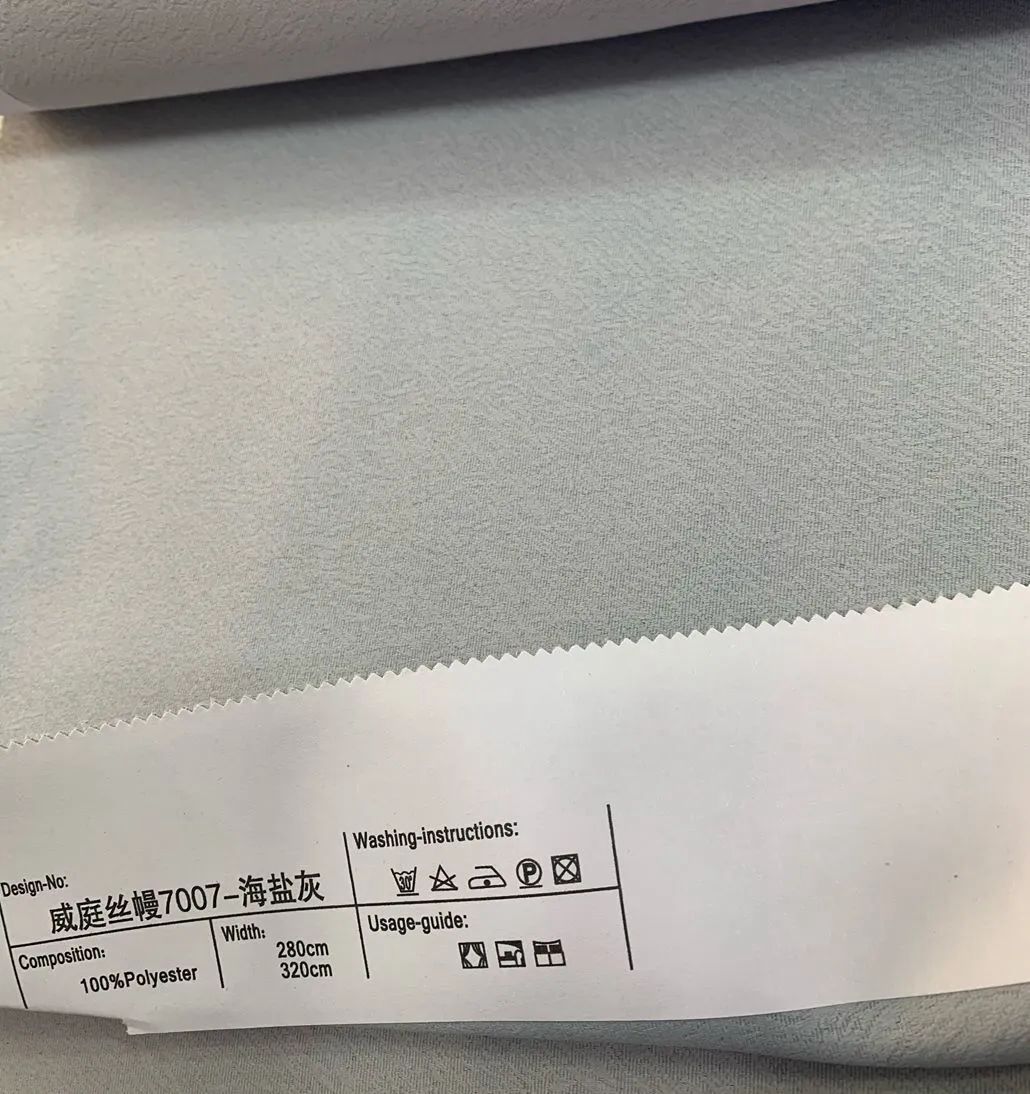 Design-No:
威庭丝幔7007-海盐灰
Composition:
100%Polyester
Width:
280cm
320cm
Washing-instructions:
30°
P
Usage-guide: